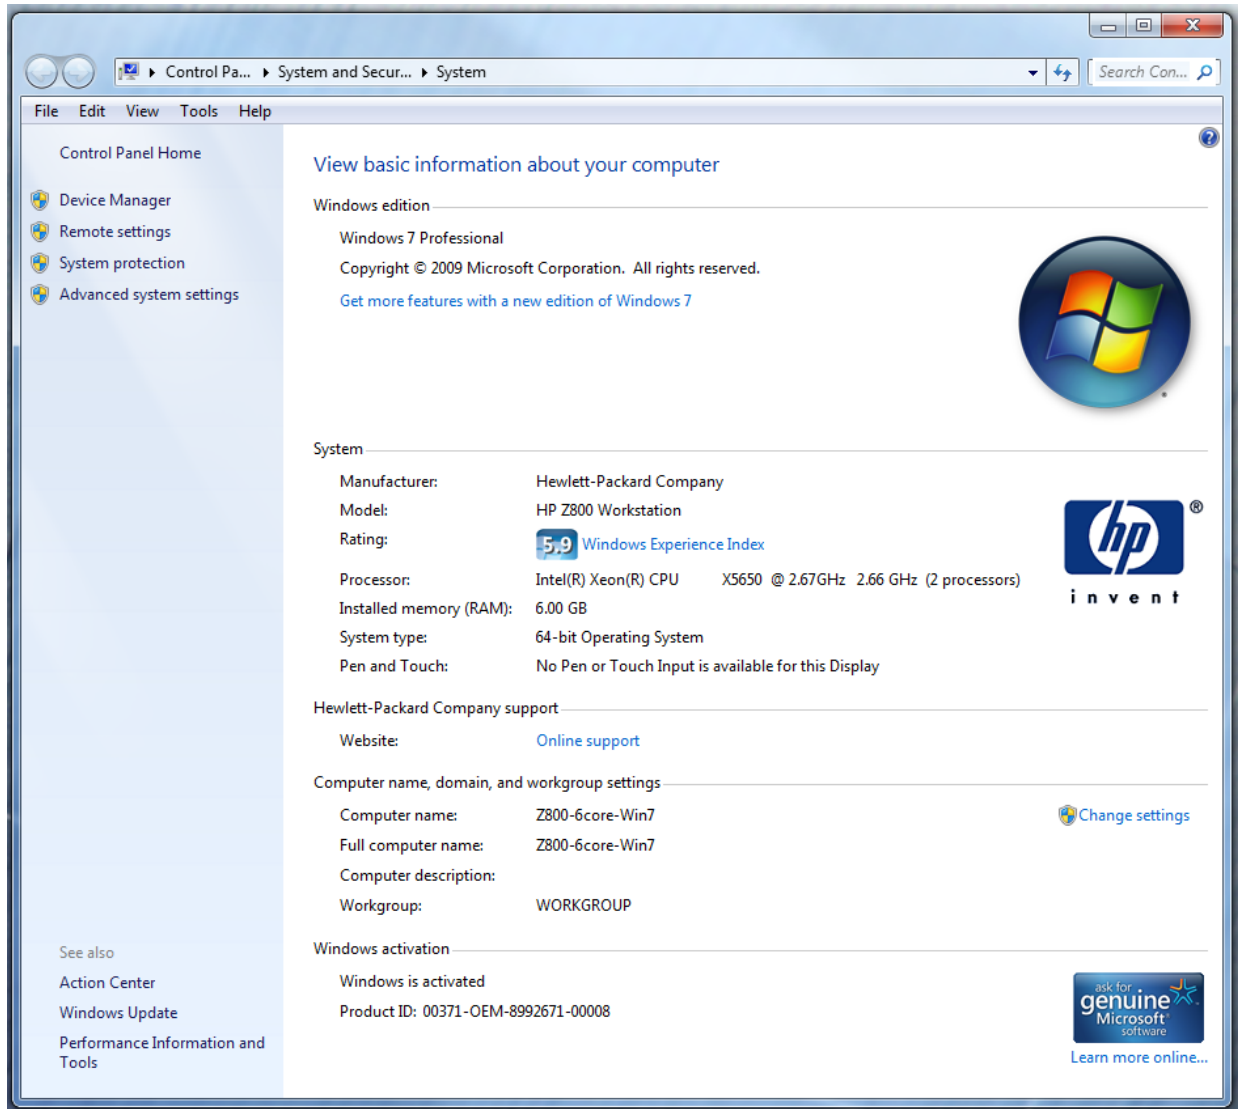 Control Pa... System and Secur... System
Search Con...
File Edit View Tools Help
Control Panel Home
Device Manager
Remote settings
System protection
Advanced system settings
See also
Action Center
Windows Update
Performance Information and
Tools
View basic information about your computer
Windows edition
Windows 7 Professional
Copyright © 2009 Microsoft Corporation. All rights reserved.
Get more features with a new edition of Windows 7
System
Manufacturer: Hewlett-Packard Company
Model: HP Z800 Workstation
Rating: 5.9 Windows Experience Index
Processor: Intel(R) Xeon(R) CPU X5650 @ 2.67GHz 2.66 GHz (2 processors)
Installed memory (RAM): 6.00 GB
System type: 64-bit Operating System
Pen and Touch: No Pen or Touch Input is available for this Display
hp ®
invent
Hewlett-Packard Company support
Website: Online support
Computer name, domain, and workgroup settings
Computer name: Z800-6core-Win7 Change settings
Full computer name: Z800-6core-Win7
Computer description:
Workgroup: WORKGROUP
Windows activation
Windows is activated
Product ID: 00371-OEM-8992671-00008
ask for
genuine
Microsoft
software
Learn more online...